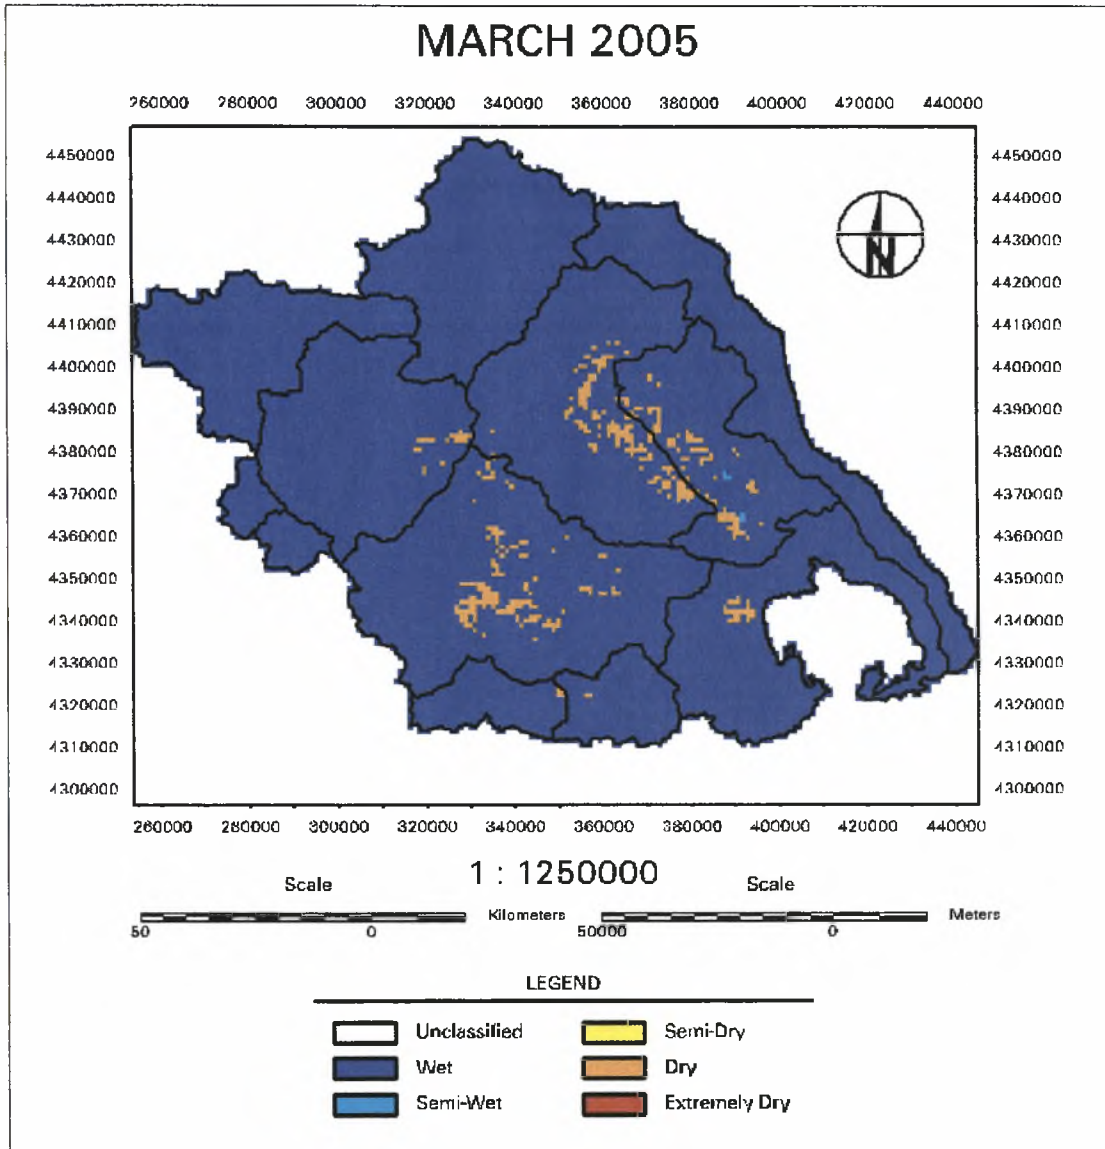 MARCH 2005
260000 280000 300000 320000 340000 360000 380000 400000 420000 440000
4450000 4450000
4440000 4440000
N
4430000 4430000
4420000 4420000
4410000 4410000
4400000 4400000
4390000 4390000
4380000 4380000
4370000 4370000
4360000 4360000
4350000 4350000
4340000 4340000
4330000 4330000
4320000 4320000
4310000 4310000
4300000 4300000
260000 280000 300000 320000 340000 360000 380000 400000 420000 440000
1 : 1250000
Scale Scale
Kilometers Meters
50 0 50000 0
LEGEND
Unclassified Semi-Dry
Wet Dry
Semi-Wet Extremely Dry